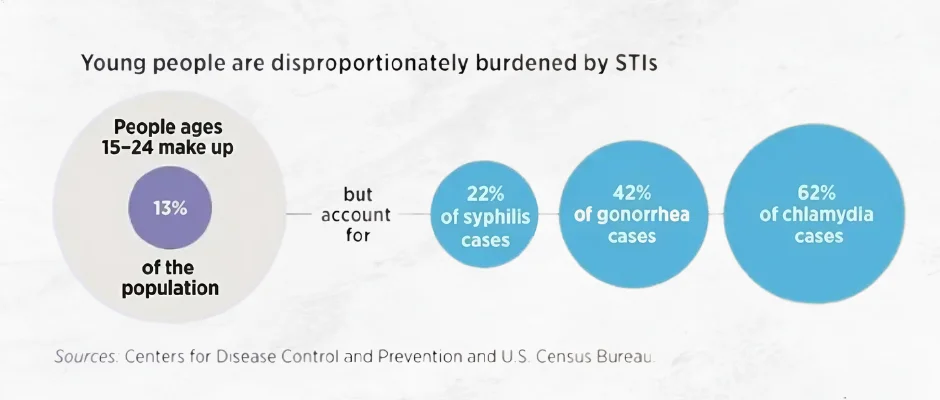 Young people are disproportionately burdened by STIs
People ages
15–24 make up
13%
of the
population
but
account
for
22%
of syphilis
cases
42%
of gonorrhea
cases
62%
of chlamydia
cases
Sources. Centers for Disease Control and Prevention and U.S. Census Bureau.